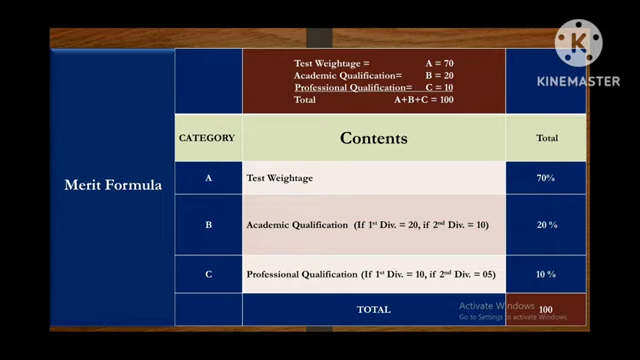 Test Weightage = A = 70
Academic Qualification= B = 20
Professional Qualification= C = 10
Total A+B+C = 100
K
KINEMASTER
Merit Formula
CATEGORY Contents Total
A Test Weightage 70%
B Academic Qualification (If 1st Div. = 20, if 2nd Div. = 10) 20 %
C Professional Qualification (If 1st Div. = 10, if 2nd Div. = 05) 10 %
TOTAL 100
Activate Windows
Go to Settings to activate Windows.